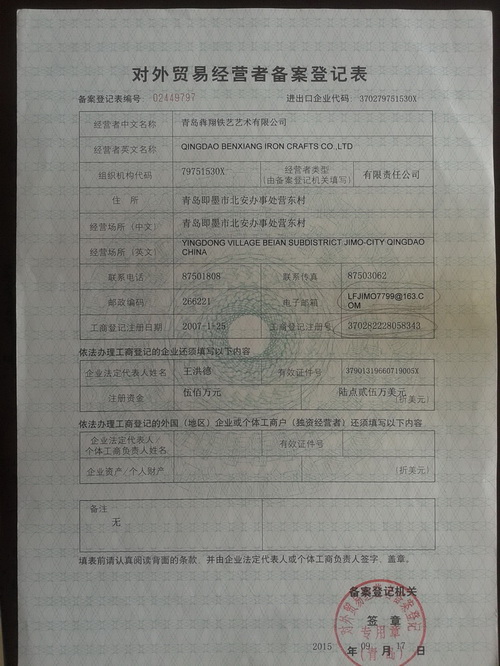 对外贸易经营者备案登记表
备案登记表编号: 02449797 进出口企业代码: 370279751530X
经营者中文名称 青岛犇翔铁艺艺术有限公司
经营者英文名称 QINGDAO BENXIANG IRON CRAFTS CO.,LTD
组织机构代码 79751530X 经营者类型 (由备案登记机关填写) 有限责任公司
住 所 青岛即墨市北安办事处营东村
经营场所(中文) 青岛即墨市北安办事处营东村
经营场所(英文) YINGDONG VILLAGE BEIAN SUBDISTRICT JIMO-CITY QINGDAO
CHINA
联系电话 87501808 联系传真 87503062
邮政编码 266221 电子邮箱 LFJIMO7799@163.C
OM
工商登记注册日期 2007-1-25 工商登记注册号 370282228058343
依法办理工商登记的企业还须填写以下内容
企业法定代表人姓名 王洪德 有效证件号 37901319660719005X
注册资金 伍佰万元 陆点贰伍万美元 (折美元)
依法办理工商登记的外国(地区)企业或个体工商户(独资经营者)还须填写以下内容
企业法定代表人/
个体工商负责人姓名 有效证件号
企业资产/个人财产 (折美元)
备注
无
填表前请认真阅读背面的条款,并由企业法定代表人或个体工商负责人签字、盖章。
备案登记机关
签 章
对外贸易经营者备案登记
专用章
(青岛)
2015 年 09 月 17 日